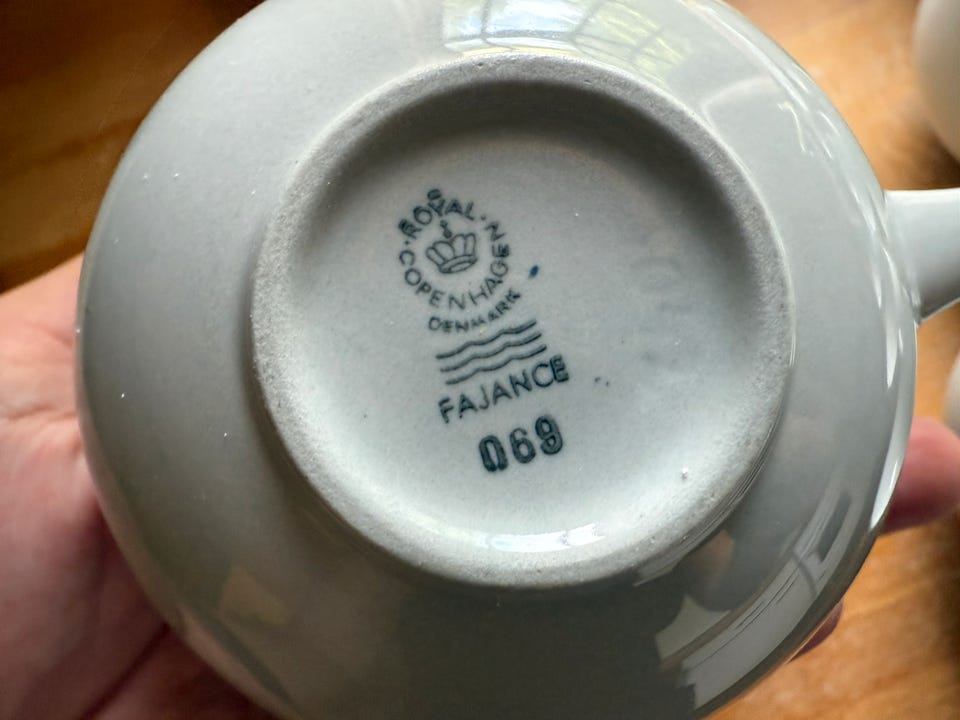 ROYAL
COPENHAGEN
DENMARK
FAJANCE
069